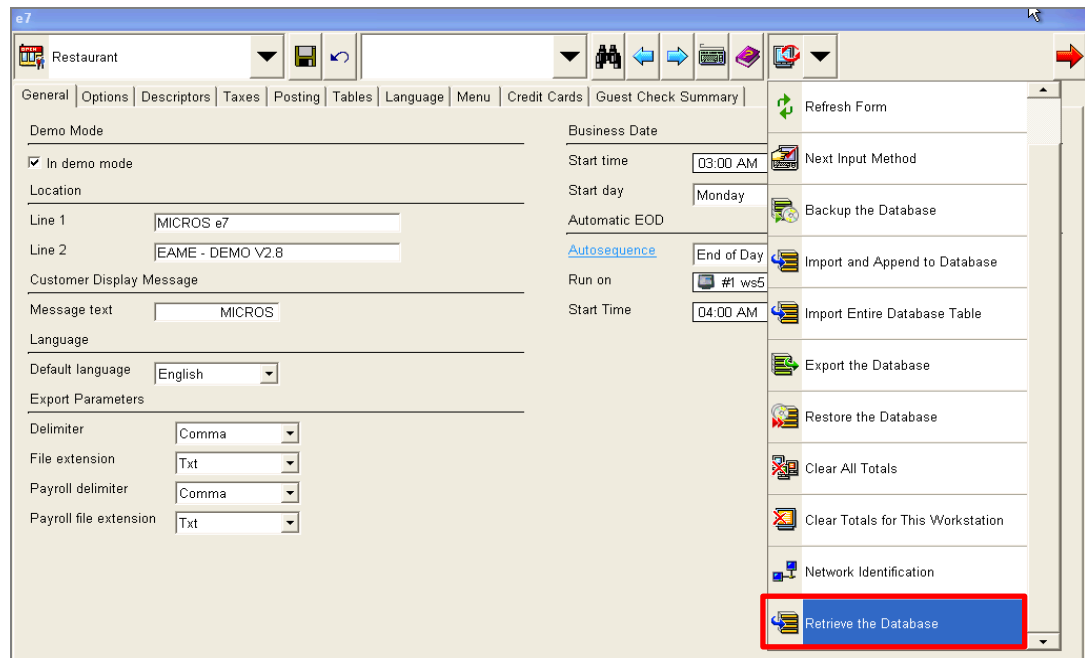 e7
Restaurant
General Options Descriptors Taxes Posting Tables Language Menu Credit Cards Guest Check Summary
Demo Mode
In demo mode
Location
Line 1 MICROS e7
Line 2 EAME - DEMO V2.8
Customer Display Message
Message text MICROS
Language
Default language English
Export Parameters
Delimiter Comma
File extension Txt
Payroll delimiter Comma
Payroll file extension Txt
Business Date
Start time 03:00 AM
Start day Monday
Automatic EOD
Autosequence End of Day
Run on #1 ws5
Start Time 04:00 AM
Refresh Form
Next Input Method
Backup the Database
Import and Append to Database
Import Entire Database Table
Export the Database
Restore the Database
Clear All Totals
Clear Totals for This Workstation
Network Identification
Retrieve the Database